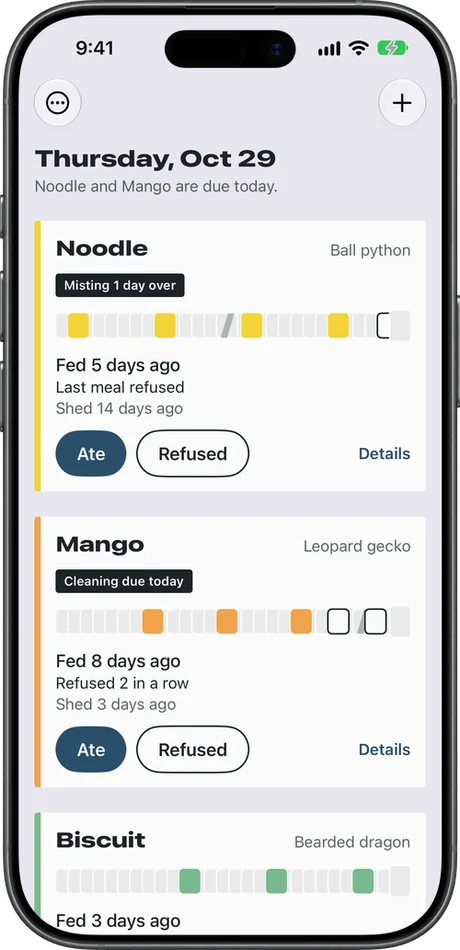 9:41
Thursday, Oct 29
Noodle and Mango are due today.
Noodle
Ball python
Misting 1 day over
Fed 5 days ago
Last meal refused
Shed 14 days ago
Ate
Refused
Details
Mango
Leopard gecko
Cleaning due today
Fed 8 days ago
Refused 2 in a row
Shed 3 days ago
Ate
Refused
Details
Biscuit
Bearded dragon
Fed 3 days ago